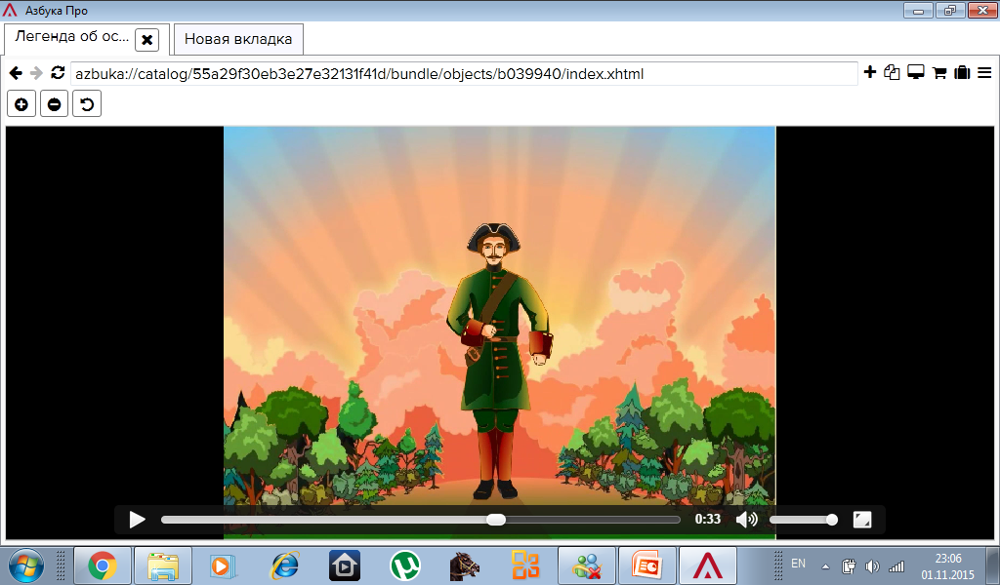 Азбука Про
Легенда об ос...
Новая вкладка
azbuka://catalog/55a29f30eb3e27e32131f41d/bundle/objects/b039940/index.xhtml
0:33
EN
23:06
01.11.2015